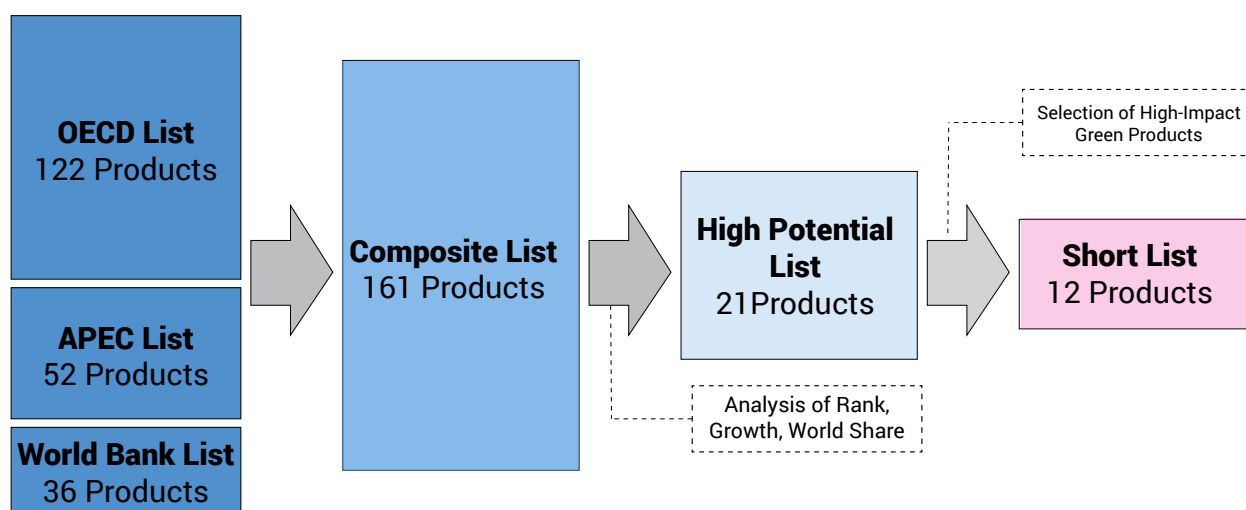 OECD List
122 Products
APEC List
52 Products
World Bank List
36 Products
Composite List
161 Products
Analysis of Rank,
Growth, World Share
High Potential
List
21Products
Selection of High-Impact
Green Products
Short List
12 Products